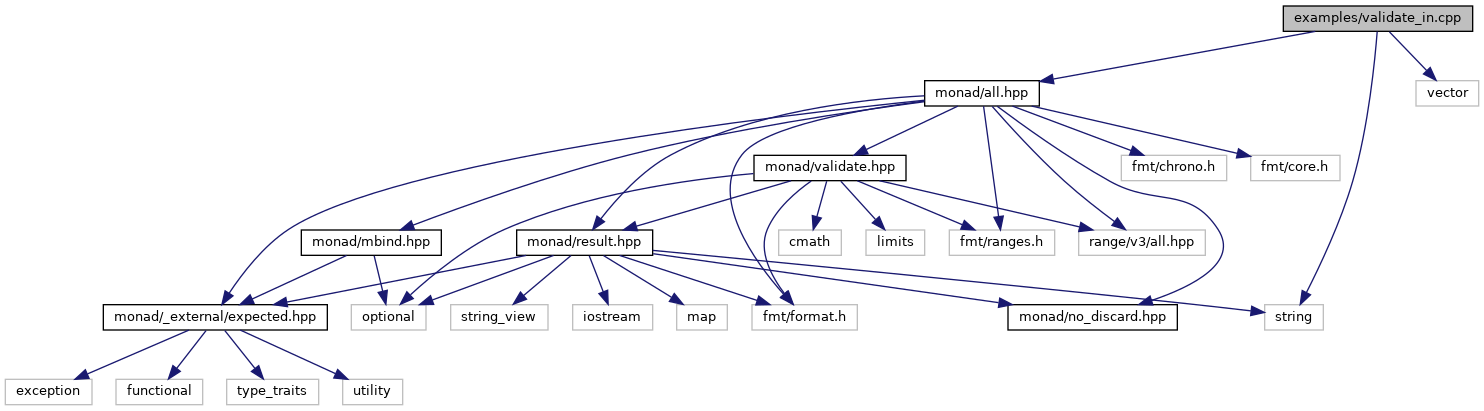 examples/validate_in.cpp
monad/all.hpp
vector
monad/validate.hpp
fmt/chrono.h
fmt/core.h
monad/mbind.hpp
monad/result.hpp
cmath
limits
fmt/ranges.h
range/v3/all.hpp
monad/_external/expected.hpp
optional
string_view
iostream
map
fmt/format.h
monad/no_discard.hpp
string
exception
functional
type_traits
utility